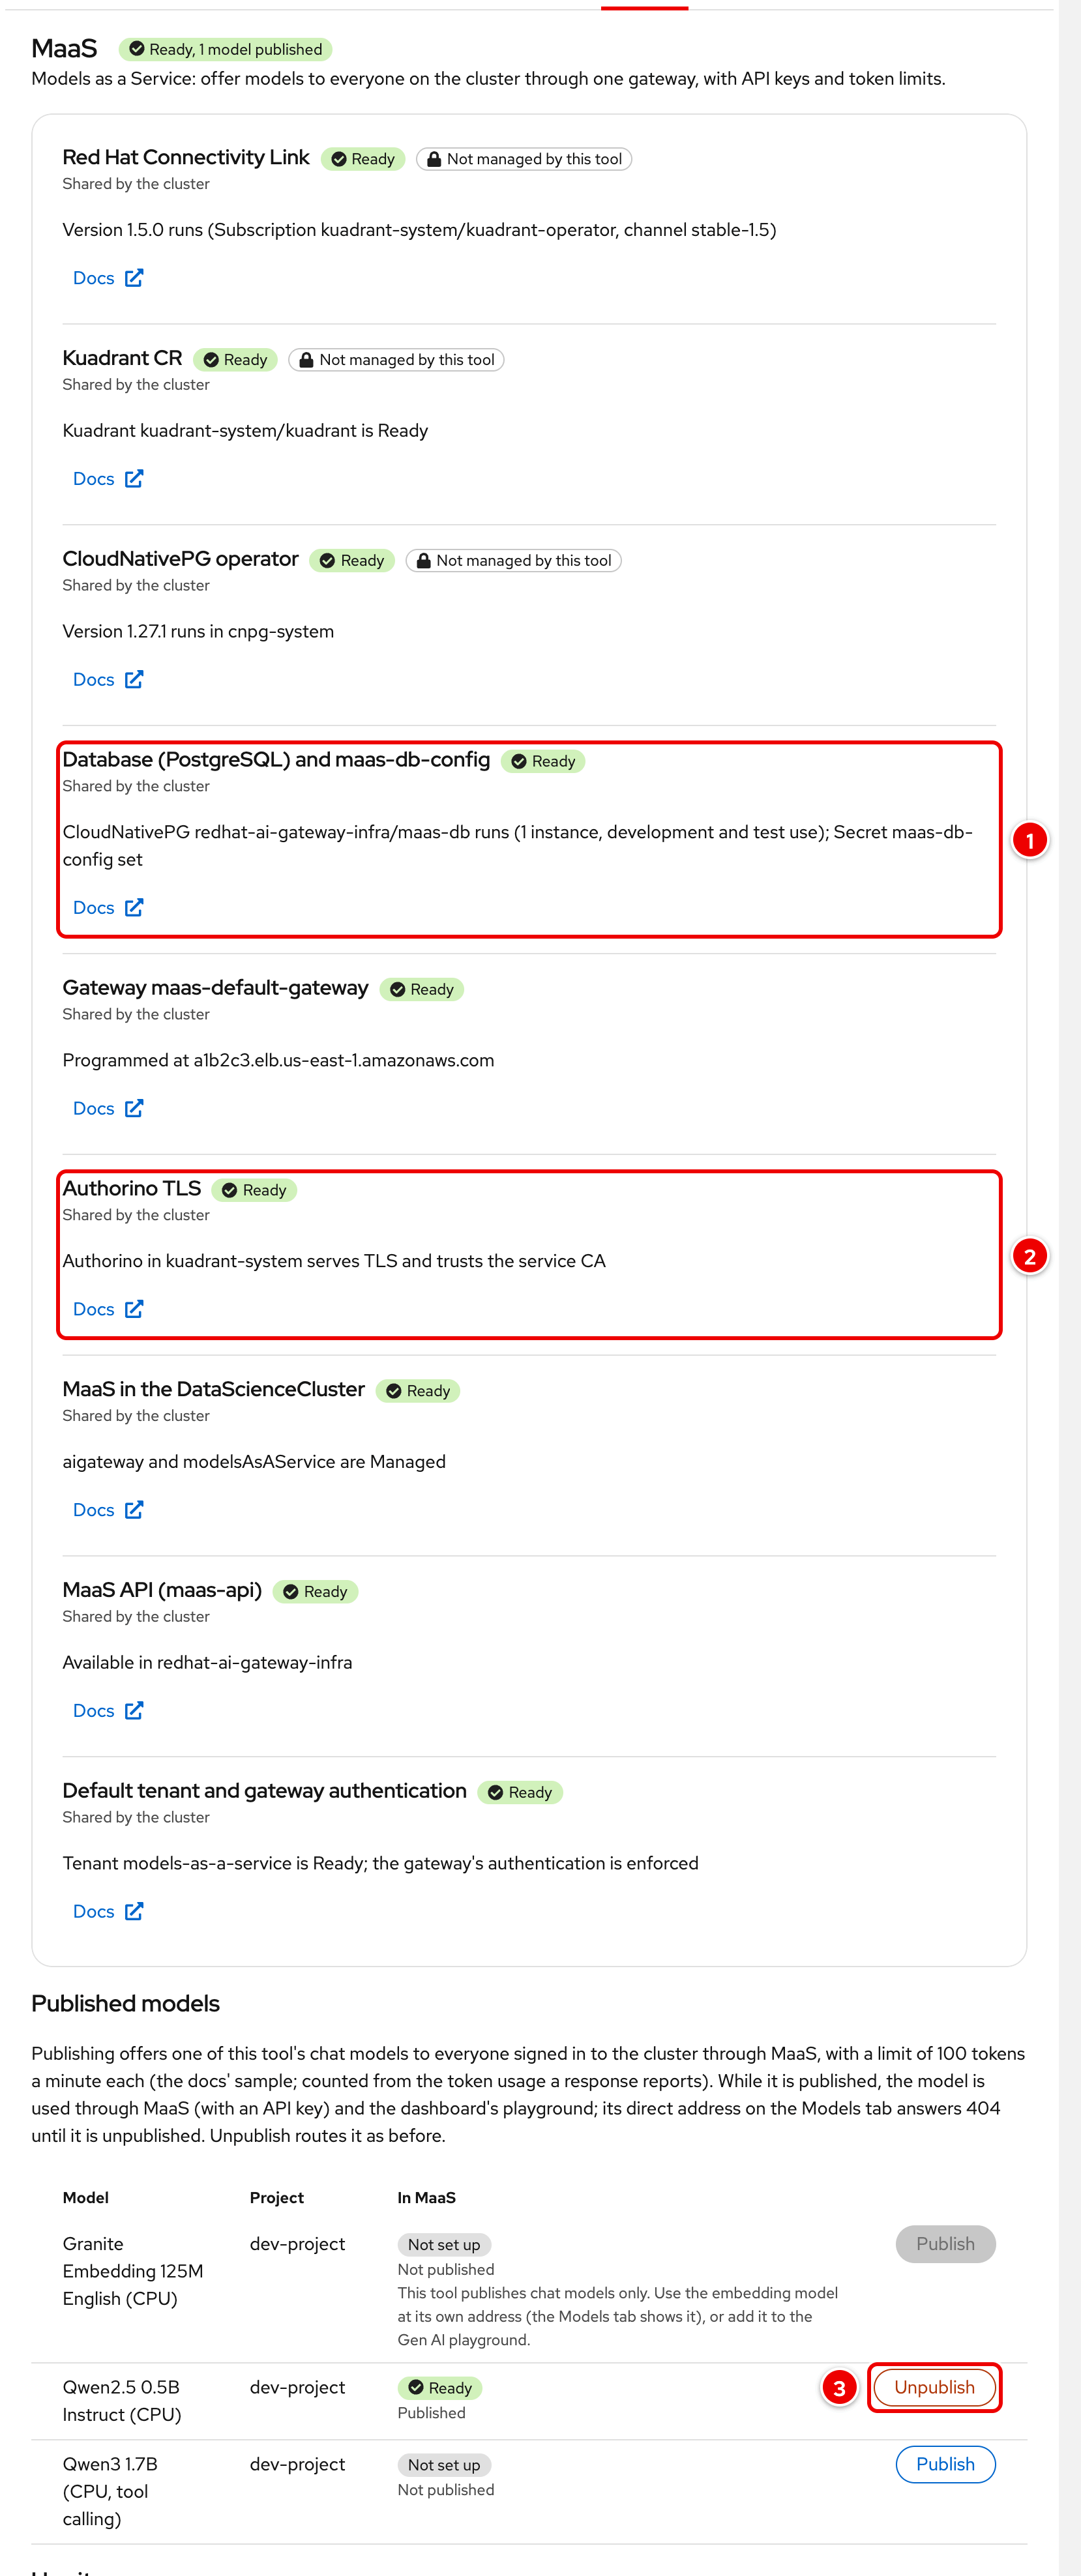 MaaS Ready, 1 model published
Models as a Service: offer models to everyone on the cluster through one gateway, with API keys and token limits.
Red Hat Connectivity Link Ready Not managed by this tool
Shared by the cluster
Version 1.5.0 runs (Subscription kuadrant-system/kuadrant-operator, channel stable-1.5)
Docs
Kuadrant CR Ready Not managed by this tool
Shared by the cluster
Kuadrant kuadrant-system/kuadrant is Ready
Docs
CloudNativePG operator Ready Not managed by this tool
Shared by the cluster
Version 1.27.1 runs in cnpg-system
Docs
Database (PostgreSQL) and maas-db-config Ready
Shared by the cluster
CloudNativePG redhat-ai-gateway-infra/maas-db runs (1 instance, development and test use); Secret maas-db-
config set
1
Docs
Gateway maas-default-gateway Ready
Shared by the cluster
Programmed at a1b2c3.elb.us-east-1.amazonaws.com
Docs
Authorino TLS Ready
Shared by the cluster
Authorino in kuadrant-system serves TLS and trusts the service CA
2
Docs
MaaS in the DataScienceCluster Ready
Shared by the cluster
aigateway and modelsAsAService are Managed
Docs
MaaS API (maas-api) Ready
Shared by the cluster
Available in redhat-ai-gateway-infra
Docs
Default tenant and gateway authentication Ready
Shared by the cluster
Tenant models-as-a-service is Ready; the gateway's authentication is enforced
Docs
Published models
Publishing offers one of this tool's chat models to everyone signed in to the cluster through MaaS, with a limit of 100 tokens
a minute each (the docs' sample; counted from the token usage a response reports). While it is published, the model is
used through MaaS (with an API key) and the dashboard's playground; its direct address on the Models tab answers 404
until it is unpublished. Unpublish routes it as before.
Model Project In MaaS
Granite dev-project Not set up Publish
Embedding 125M Not published
English (CPU) This tool publishes chat models only. Use the embedding model
at its own address (the Models tab shows it), or add it to the
Gen AI playground.
Qwen2.5 0.5B dev-project Ready 3 Unpublish
Instruct (CPU) Published
Qwen3 1.7B dev-project Not set up Publish
(CPU, tool Not published
calling)